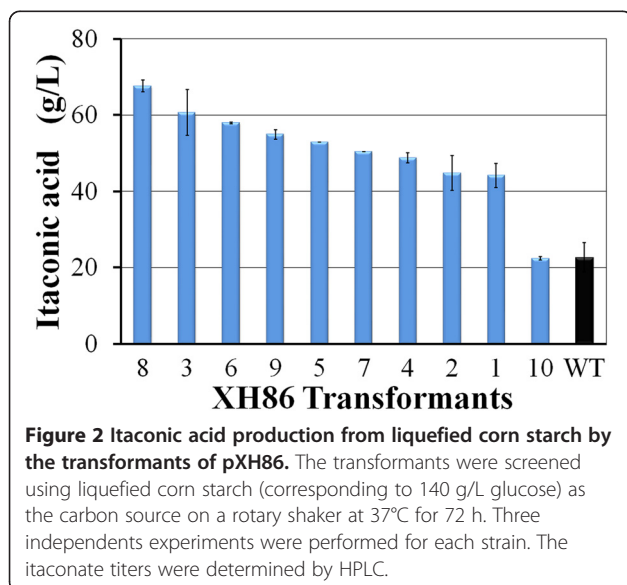 80
60
40
20
0
Itaconic acid (g/L)
8 3 6 9 5 7 4 2 1 10 WT
XH86 Transformants
Figure 2 Itaconic acid production from liquefied corn starch by
the transformants of pXH86. The transformants were screened
using liquefied corn starch (corresponding to 140 g/L glucose) as
the carbon source on a rotary shaker at 37°C for 72 h. Three
independents experiments were performed for each strain. The
itaconate titers were determined by HPLC.